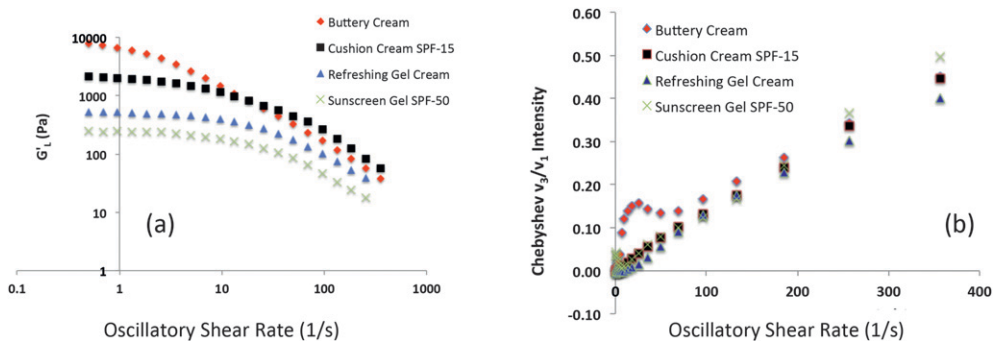 Buttery Cream
Cushion Cream SPF-15
Refreshing Gel Cream
Sunscreen Gel SPF-50
10000
1000
100
10
1
G'L (Pa)
(a)
0.1 1 10 100 1000
Oscillatory Shear Rate (1/s)
Buttery Cream
Cushion Cream SPF-15
Refreshing Gel Cream
Sunscreen Gel SPF-50
0.60
0.50
0.40
0.30
0.20
0.10
0.00
-0.10
Chebyshev v3/v1 Intensity
(b)
0 100 200 300 400
Oscillatory Shear Rate (1/s)